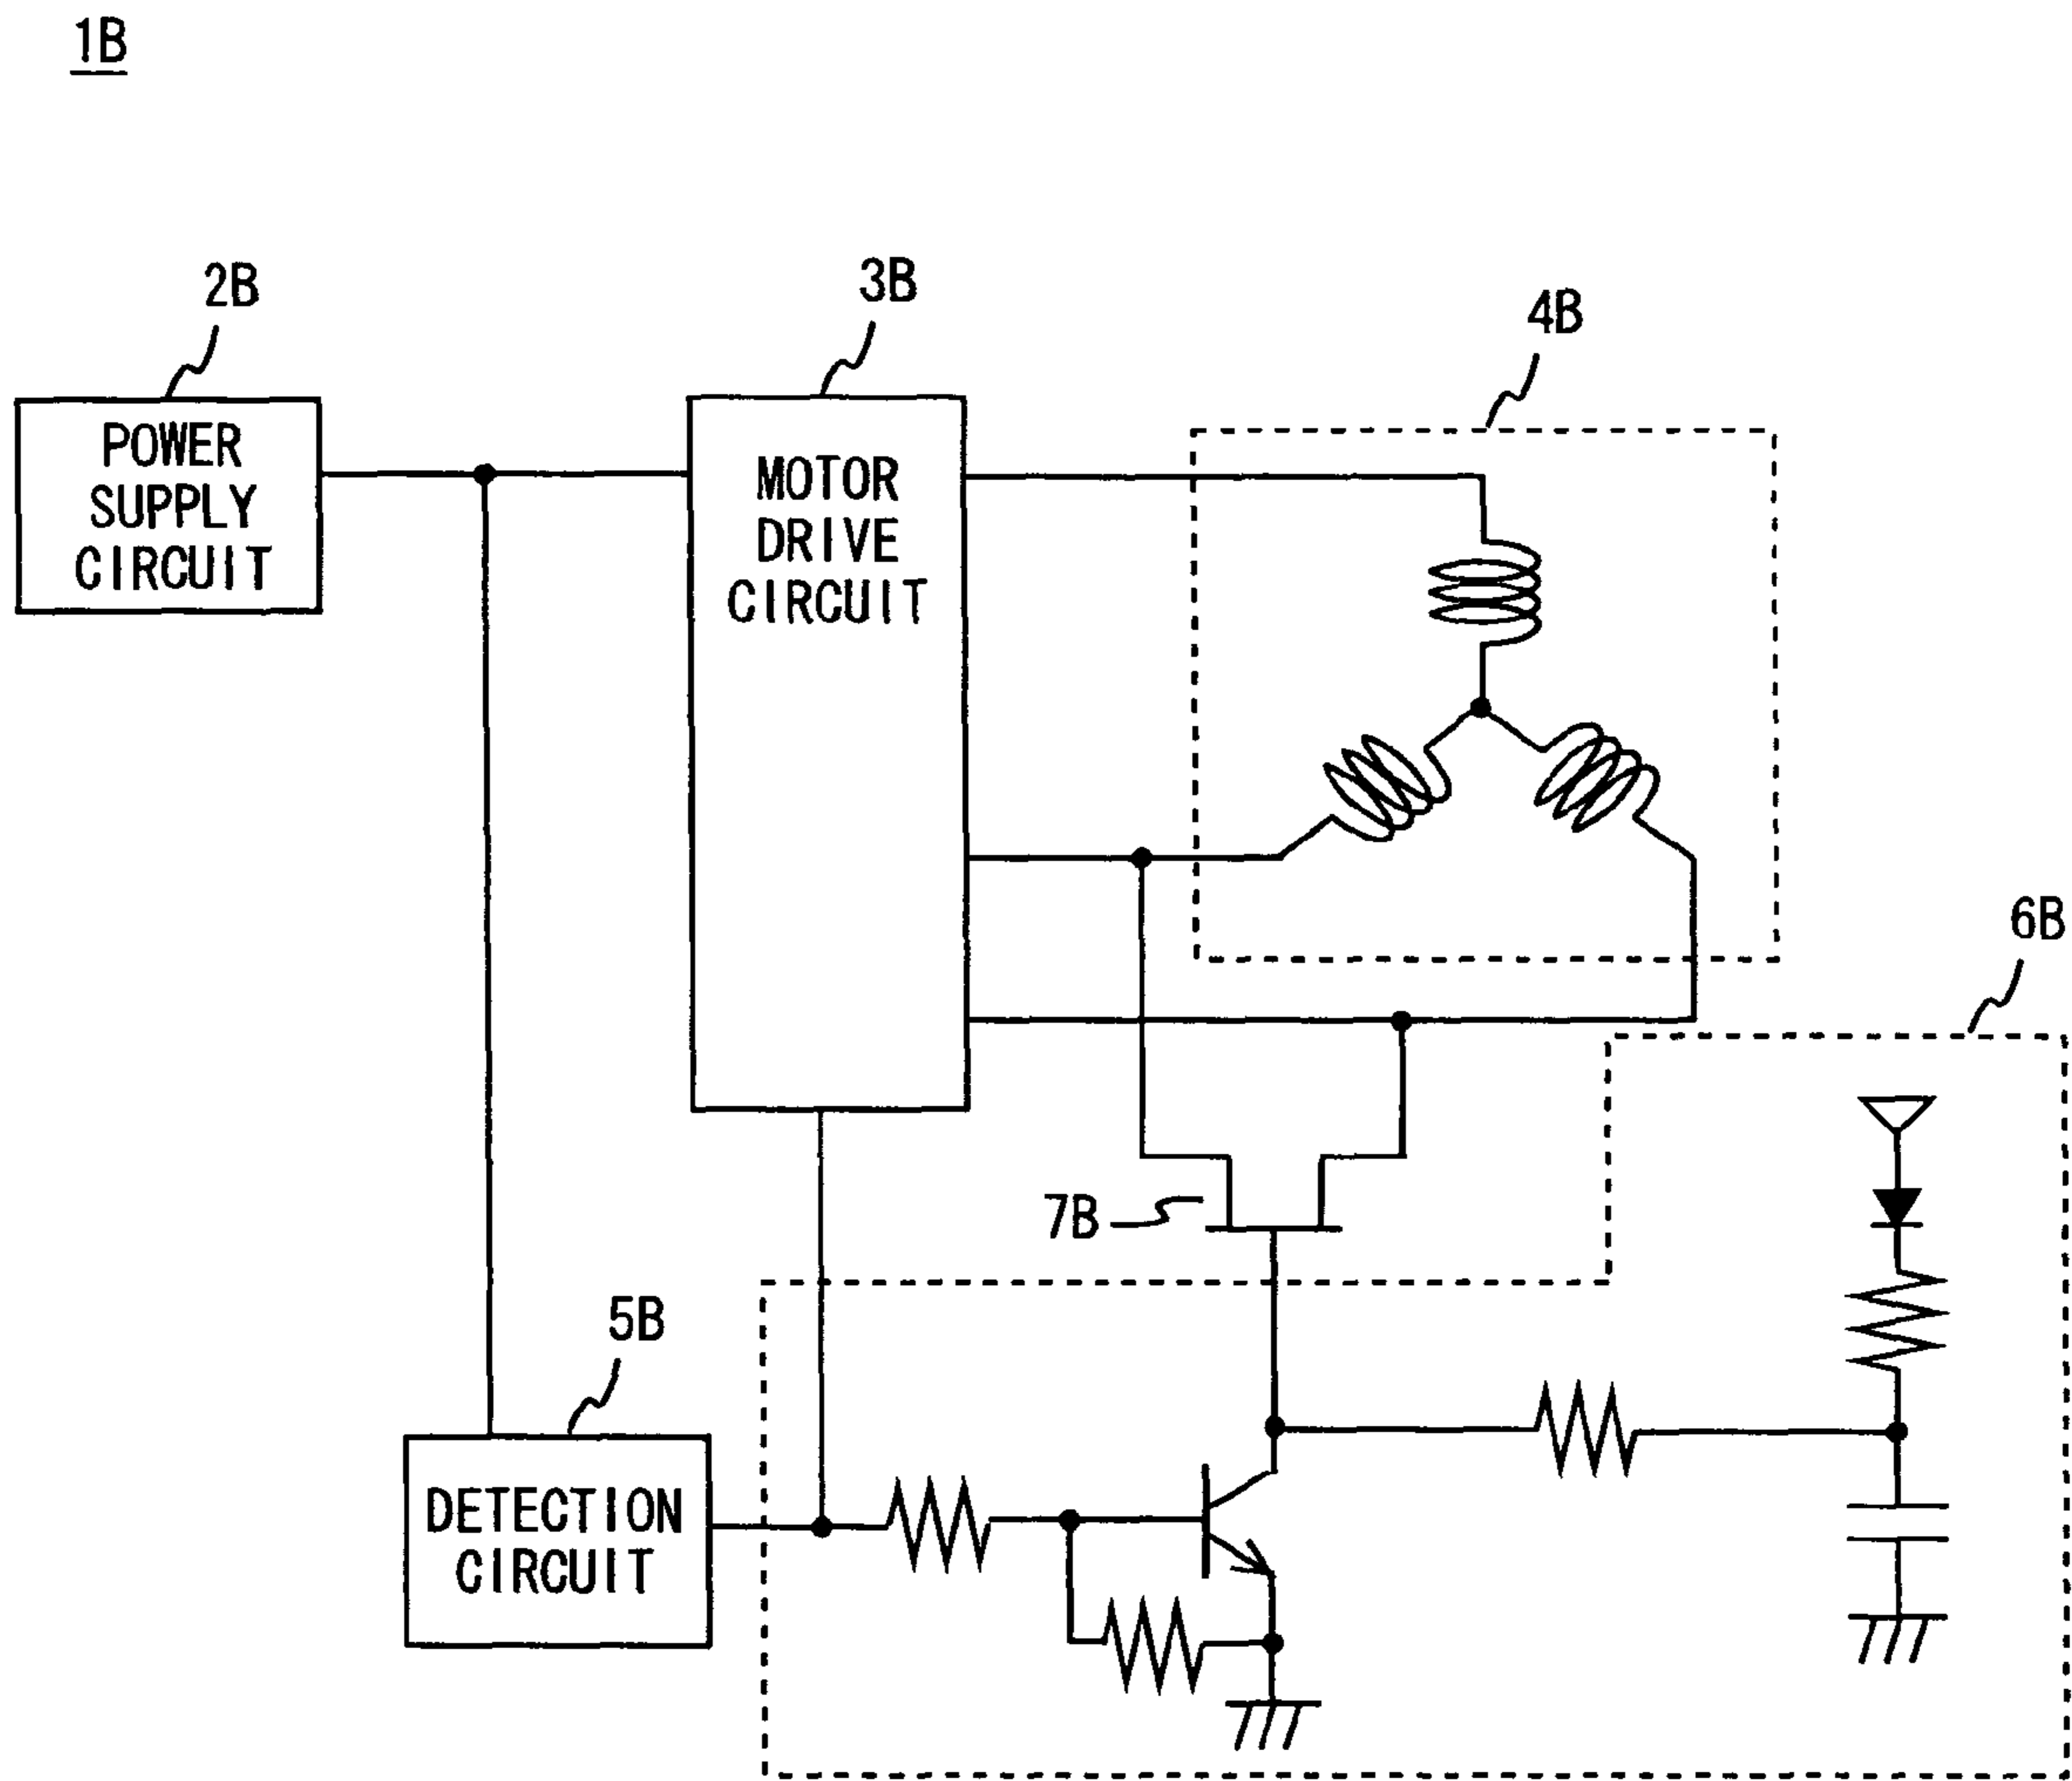 1B
2B
3B
4B
POWER
SUPPLY
CIRCUIT
MOTOR
DRIVE
CIRCUIT
6B
7B
5B
DETECTION
CIRCUIT